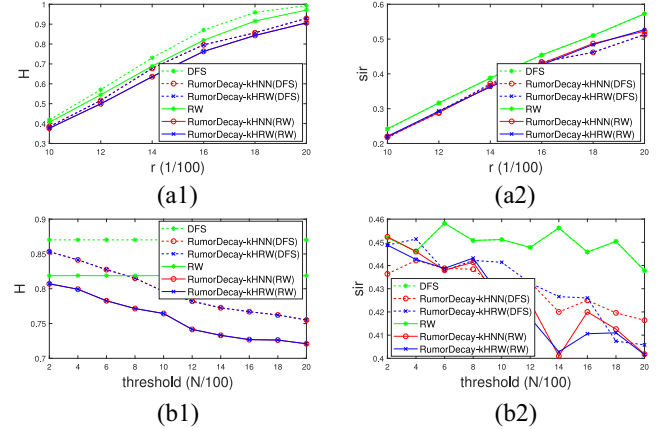 1
0.9
0.8
0.7
0.6
0.5
0.4
0.3
H
DFS
RumorDecay-kHNN(DFS)
RumorDecay-kHRW(DFS)
RW
RumorDecay-kHNN(RW)
RumorDecay-kHRW(RW)
10 12 14 16 18 20
r (1/100)
(a1)
0.6
0.5
0.4
0.3
0.2
sir
DFS
RumorDecay-kHNN(DFS)
RumorDecay-kHRW(DFS)
RW
RumorDecay-kHNN(RW)
RumorDecay-kHRW(RW)
10 12 14 16 18 20
r (1/100)
(a2)
0.9
0.85
0.8
0.75
0.7
H
DFS
RumorDecay-kHNN(DFS)
RumorDecay-kHRW(DFS)
RW
RumorDecay-kHNN(RW)
RumorDecay-kHRW(RW)
2 4 6 8 10 12 14 16 18 20
threshold (N/100)
(b1)
0.46
0.45
0.44
0.43
0.42
0.41
0.4
sir
DFS
RumorDecay-kHNN(DFS)
RumorDecay-kHRW(DFS)
RW
RumorDecay-kHNN(RW)
RumorDecay-kHRW(RW)
2 4 6 8 10 12 14 16 18 20
threshold (N/100)
(b2)